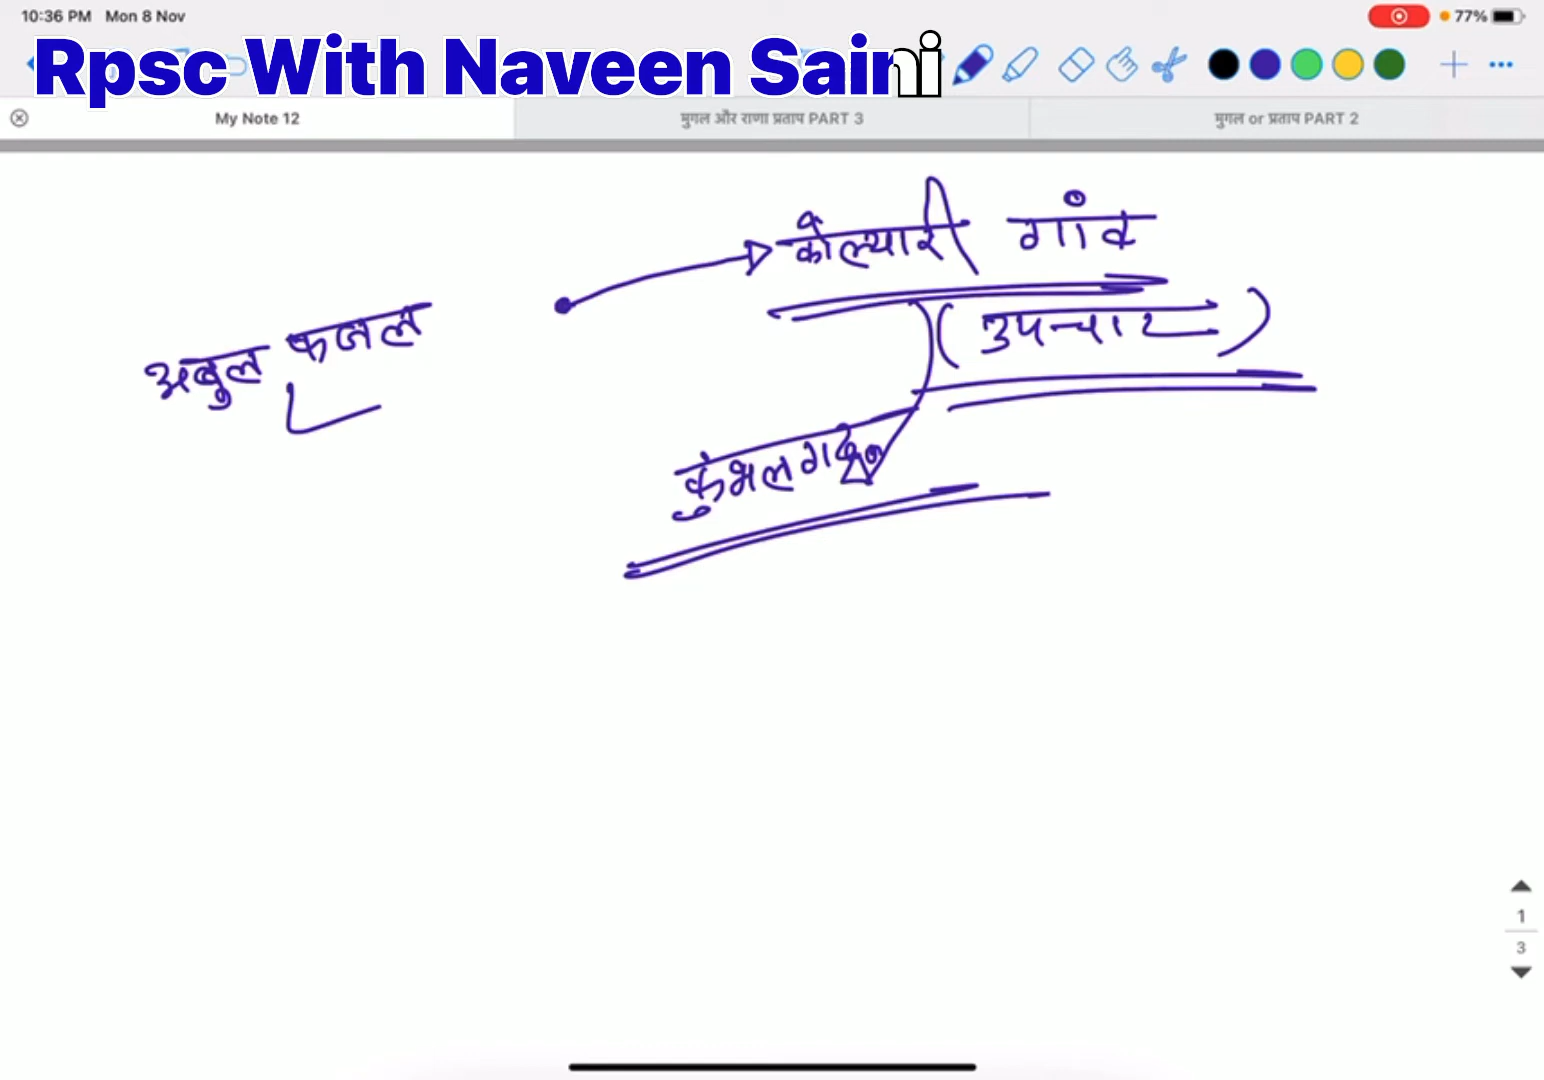 10:36 PM Mon 8 Nov
77%
Rpsc With Naveen Saini
My Note 12
मुगल और राणा प्रताप PART 3
मुगल or प्रताप PART 2
कोल्यारी गांव
(उपचार)
अबुल फजल
कुंभलगढ़
1
3